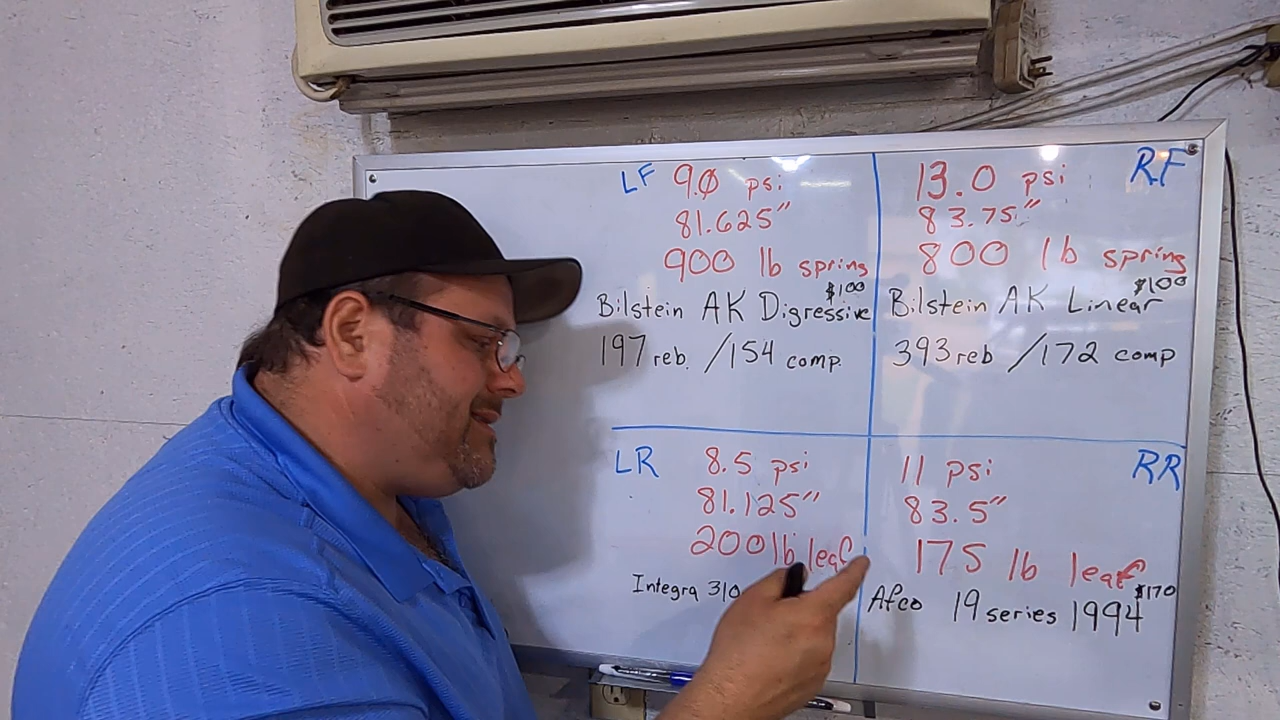 LF 9.0 psi
81.625"
900 lb spring
$100
Bilstein AK Digressive
197 reb. /154 comp.
13.0 psi RF
83.75"
800 lb spring
$100
Bilstein AK Linear
393 reb /172 comp
LR 8.5 psi
81.125"
200 lb leaf
Integra 310
11 psi RR
83.5"
175 lb leaf
$170
Afco 19 series 1994